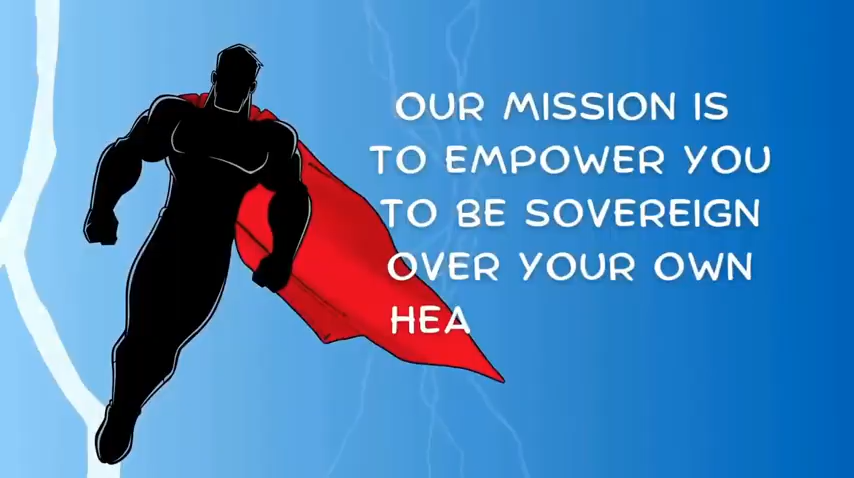 OUR MISSION IS
TO EMPOWER YOU
TO BE SOVEREIGN
OVER YOUR OWN
HEA